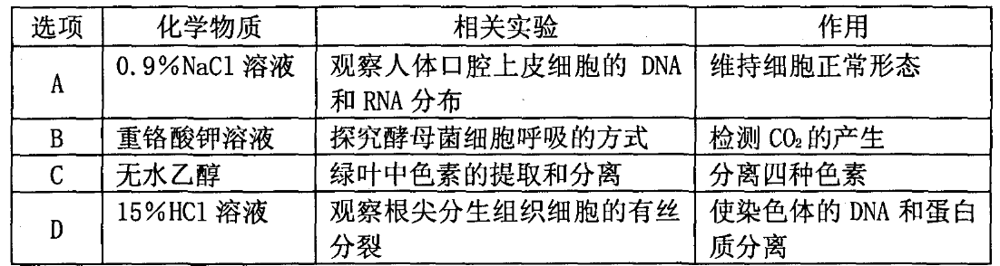 选项 化学物质 相关实验 作用
A 0.9%NaCl 溶液 观察人体口腔上皮细胞的 DNA 维持细胞正常形态
和 RNA 分布
B 重铬酸钾溶液 探究酵母菌细胞呼吸的方式 检测 CO₂的产生
C 无水乙醇 绿叶中色素的提取和分离 分离四种色素
D 15%HCl 溶液 观察根尖分生组织细胞的有丝 使染色体的 DNA 和蛋白
分裂 质分离